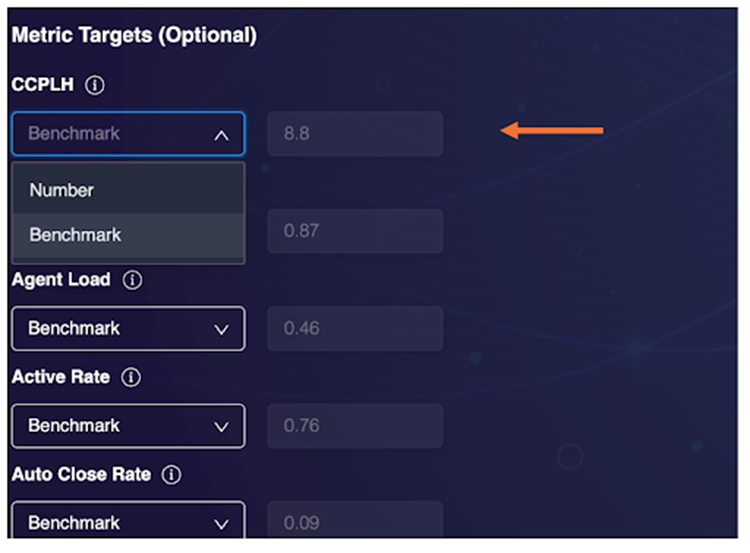 Metric Targets (Optional)
CCPLH
Benchmark 8.8
Number
Benchmark 0.87
Agent Load
Benchmark 0.46
Active Rate
Benchmark 0.76
Auto Close Rate
Benchmark 0.09